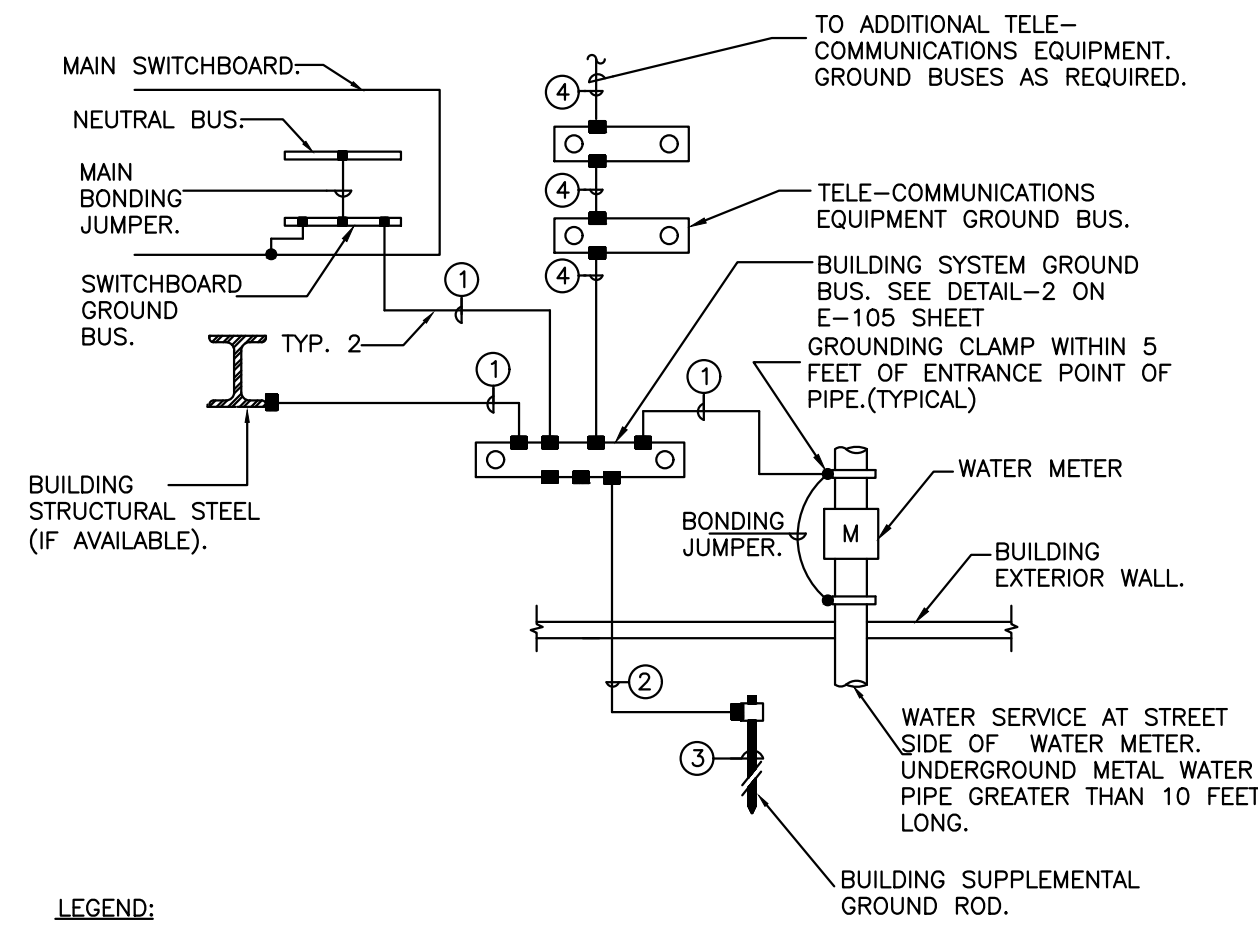 MAIN SWITCHBOARD.
NEUTRAL BUS.
MAIN
BONDING
JUMPER.
SWITCHBOARD
GROUND
BUS.
TYP. 2
1
1
BUILDING
STRUCTURAL STEEL
(IF AVAILABLE).
4
4
4
TO ADDITIONAL TELE-
COMMUNICATIONS EQUIPMENT.
GROUND BUSES AS REQUIRED.
TELE-COMMUNICATIONS
EQUIPMENT GROUND BUS.
BUILDING SYSTEM GROUND
BUS. SEE DETAIL-2 ON
E-105 SHEET
GROUNDING CLAMP WITHIN 5
FEET OF ENTRANCE POINT OF
PIPE.(TYPICAL)
1
WATER METER
M
BONDING
JUMPER.
BUILDING
EXTERIOR WALL.
2
3
WATER SERVICE AT STREET
SIDE OF WATER METER.
UNDERGROUND METAL WATER
PIPE GREATER THAN 10 FEET
LONG.
BUILDING SUPPLEMENTAL
GROUND ROD.
LEGEND: